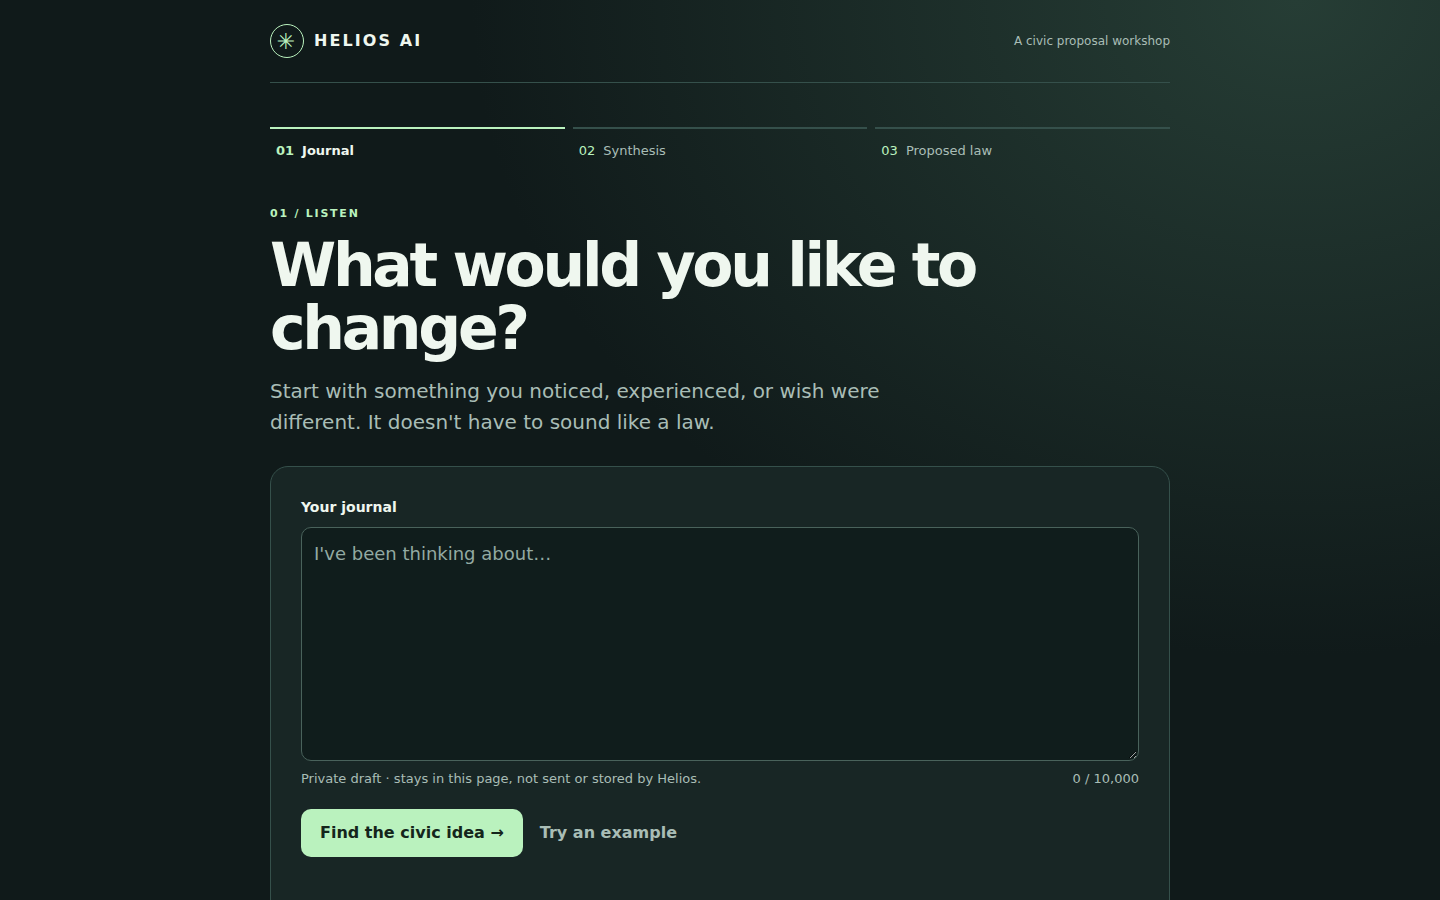 HELIOS AI
A civic proposal workshop
01 Journal
02 Synthesis
03 Proposed law
01 / LISTEN
What would you like to
change?
Start with something you noticed, experienced, or wish were
different. It doesn't have to sound like a law.
Your journal
I've been thinking about...
Private draft · stays in this page, not sent or stored by Helios.
0 / 10,000
Find the civic idea →
Try an example